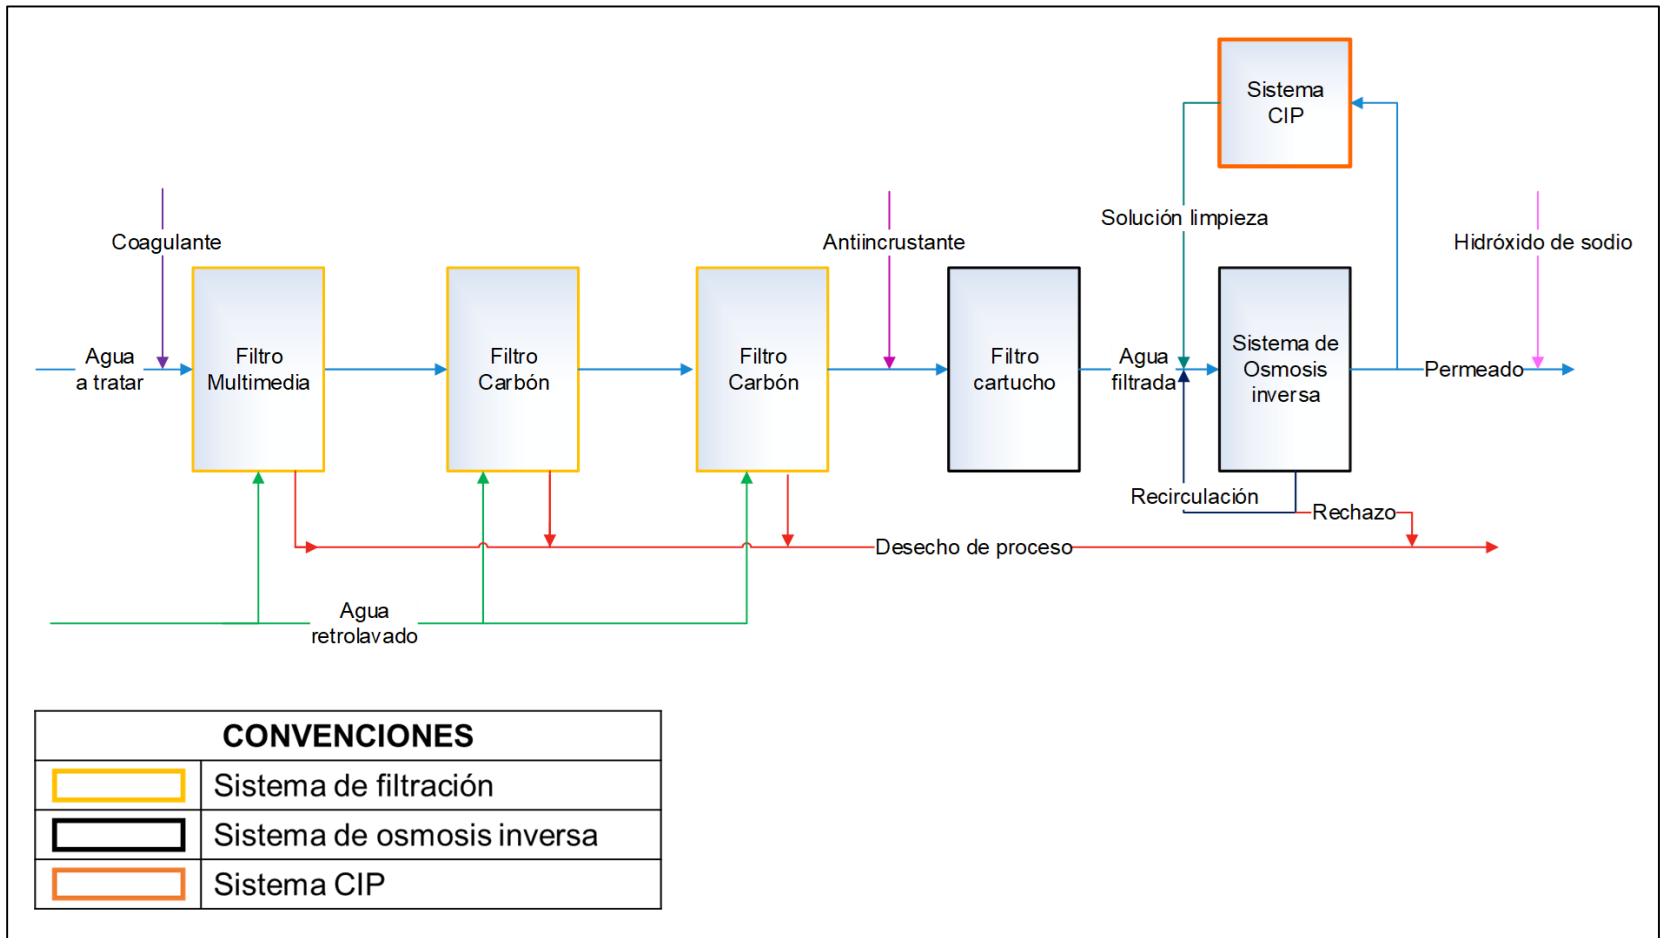 Sistema
CIP
Solución limpieza
Coagulante
Antiincrustante
Hidróxido de sodio
Agua
a tratar
Filtro
Multimedia
Filtro
Carbón
Filtro
Carbón
Filtro
cartucho
Agua
filtrada
Sistema de
Osmosis
inversa
Permeado
Recirculación
Rechazo
Desecho de proceso
Agua
retrolavado
CONVENCIONES
Sistema de filtración
Sistema de osmosis inversa
Sistema CIP